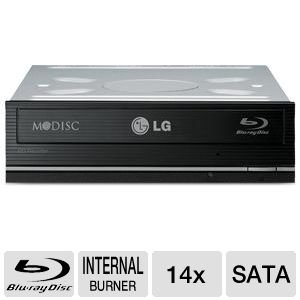 M DISC
LG
Blu-ray Disc
Blu-ray Disc
INTERNAL BURNER
14x
SATA